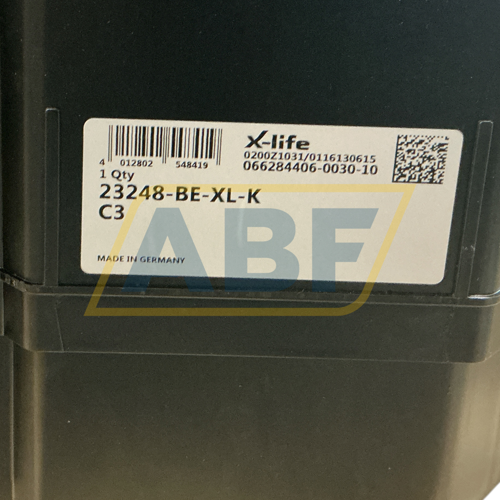 X-life
0200Z1031/0116130615
066284406-0030-10
4 012802 548419
1 Qty
23248-BE-XL-K
C3
MADE IN GERMANY
ABF